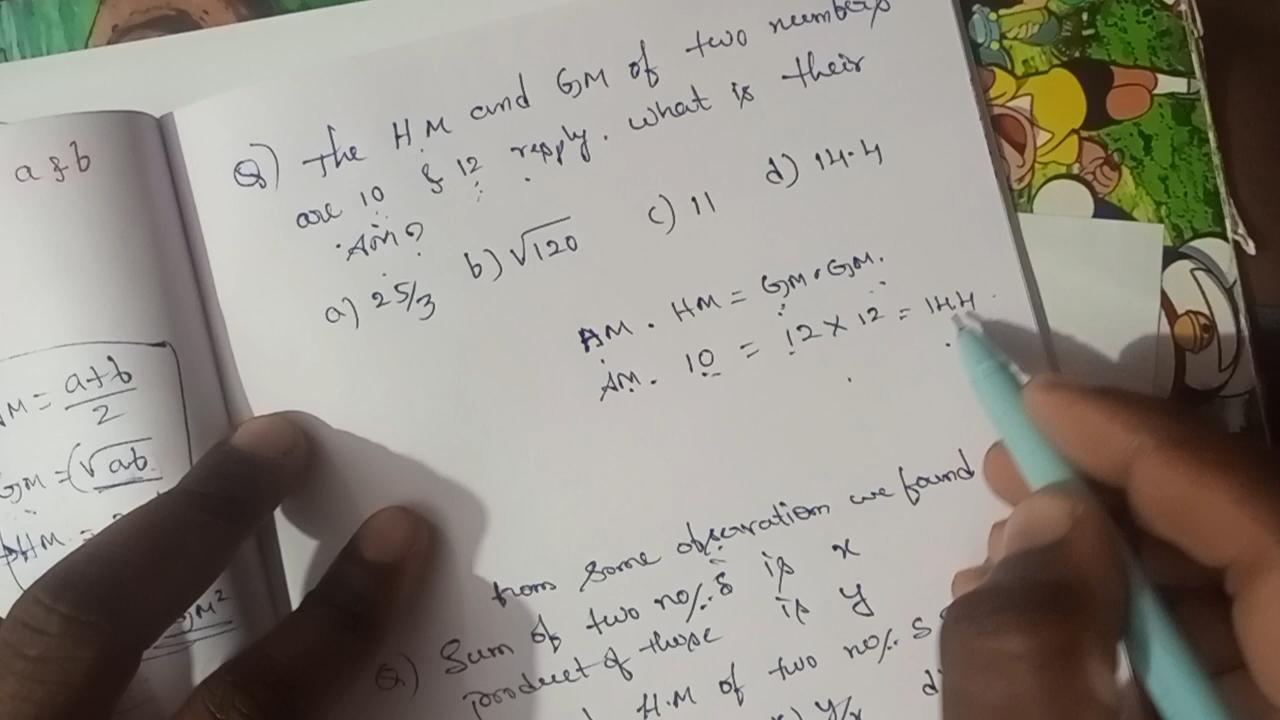 a & b
Q) The H.M and GM of two numbers
are 10 & 12 resply. what is their
AM?
a) 25/3 b) √120 c) 11 d) 14.4
AM . HM = GM . GM.
AM . 10 = 12 X 12 = 144
M = a+b/2
GM = (√ab
HM =
GM²
from some observation we found
Q) Sum of two no/.s is x
product of those is y
H.M of two no/. s
y/x d